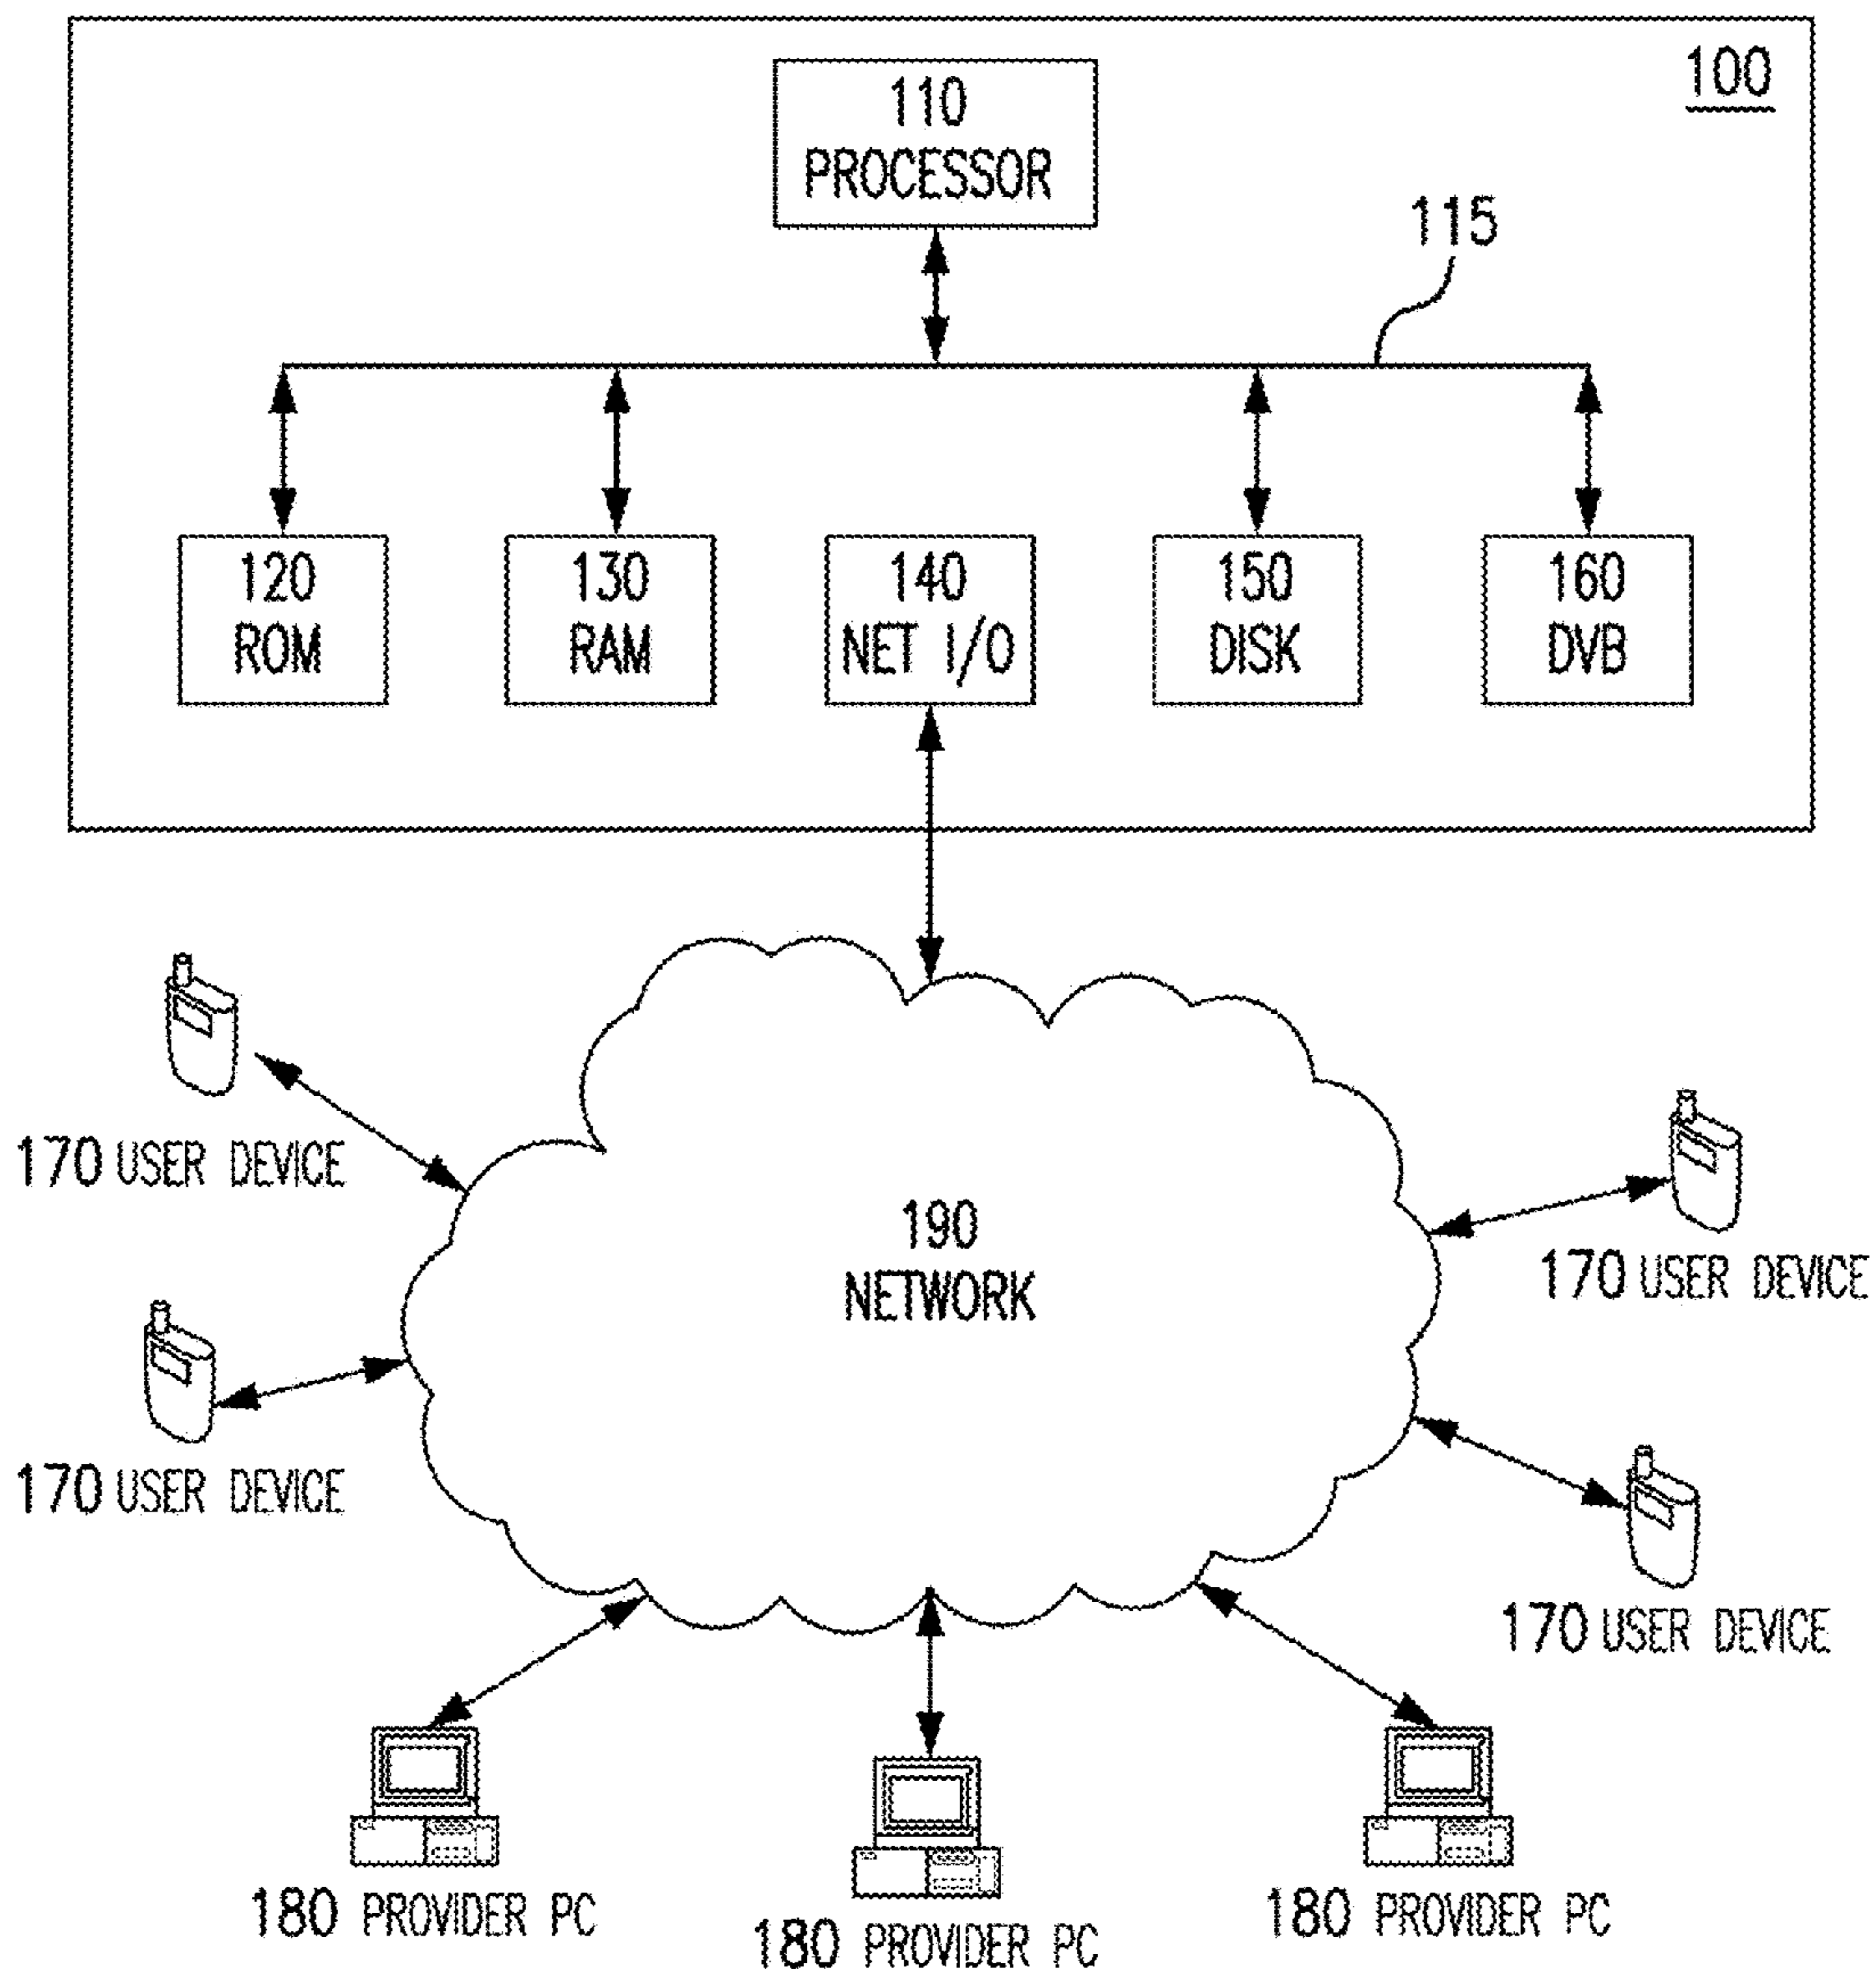 100
110
PROCESSOR
115
120
ROM
130
RAM
140
NET I/O
150
DISK
160
DVB
170 USER DEVICE
170 USER DEVICE
190
NETWORK
170 USER DEVICE
170 USER DEVICE
180 PROVIDER PC
180 PROVIDER PC
180 PROVIDER PC